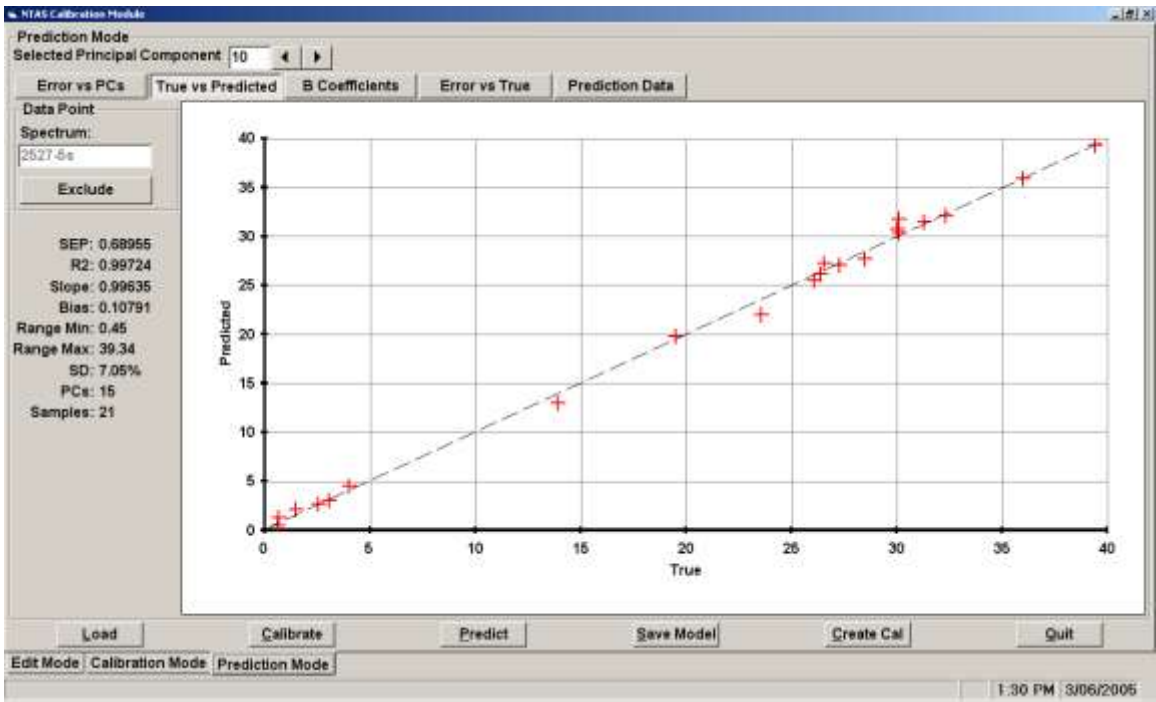 NTAS Calibration Module
Prediction Mode
Selected Principal Component 10
Error vs PCs True vs Predicted B Coefficients Error vs True Prediction Data
Data Point
Spectrum:
2527-5s
Exclude
SEP: 0.68955
R2: 0.99724
Slope: 0.99635
Bias: 0.10791
Range Min: 0.45
Range Max: 39.34
SD: 7.05%
PCs: 15
Samples: 21
Predicted
40
35
30
25
20
15
10
5
0
0 5 10 15 20 25 30 35 40
True
Load Calibrate Predict Save Model Create Cal Quit
Edit Mode Calibration Mode Prediction Mode
1:30 PM 3/06/2005